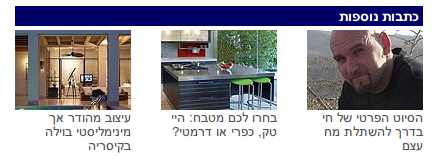 כתבות נוספות
הסיוט הפרטי של חי
בדרך להשתלת מח
עצם
בחרו לכם מטבח: היי
טק, כפרי או דרמטי?
עיצוב מהודר אך
מינימליסטי בוילה
בקיסריה